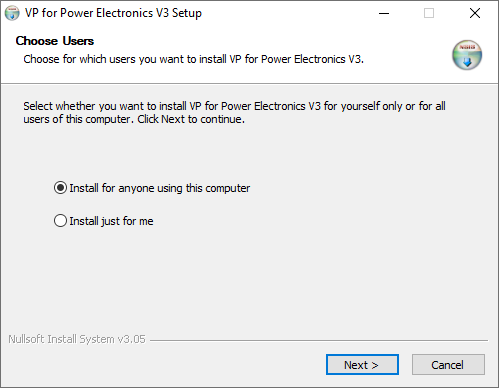 VP for Power Electronics V3 Setup
Choose Users
Choose for which users you want to install VP for Power Electronics V3.
Select whether you want to install VP for Power Electronics V3 for yourself only or for all
users of this computer. Click Next to continue.
Install for anyone using this computer
Install just for me
Nullsoft Install System v3.05
Next >
Cancel